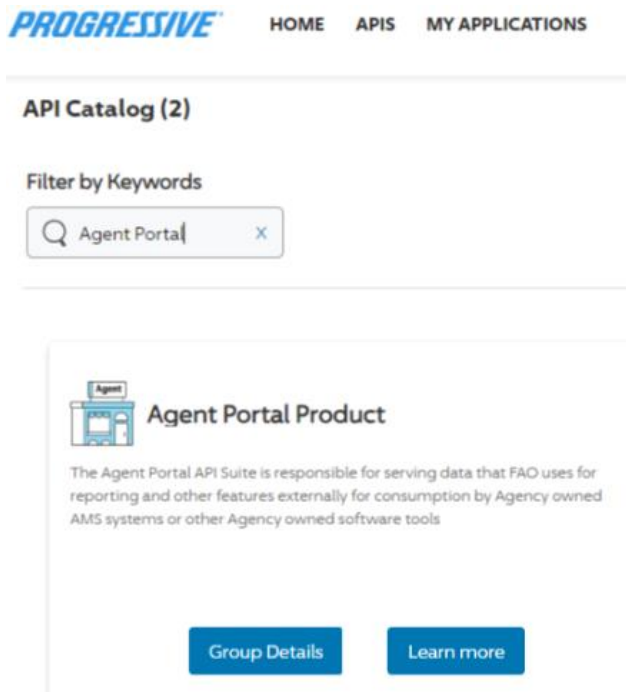 PROGRESSIVE HOME APIS MY APPLICATIONS
API Catalog (2)
Filter by Keywords
Agent Portal X
Agent
Agent Portal Product
The Agent Portal API Suite is responsible for serving data that FAO uses for
reporting and other features externally for consumption by Agency owned
AMS systems or other Agency owned software tools
Group Details Learn more